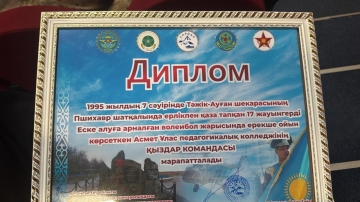 Диплом
1995 жылдың 7 сәуірінде Тәжік-Ауған шекарасының
Пшихавр шатқалында ерлікпен қаза тапқан 17 жауынгерді
Еске алуға арналған волейбол жарысында ерекше ойын
көрсеткен Асмет Ұлас педагогикалық колледжінің
ҚЫЗДАР КОМАНДАСЫ
марапатталады